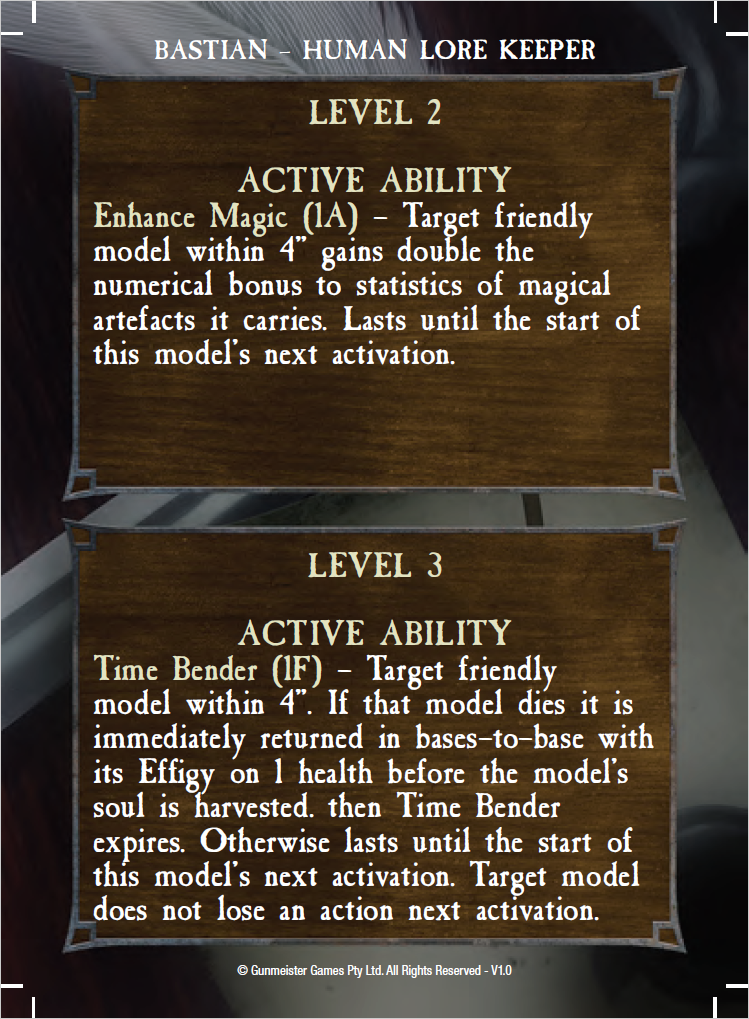 BASTIAN – HUMAN LORE KEEPER
LEVEL 2
ACTIVE ABILITY
Enhance Magic (1A) – Target friendly
model within 4” gains double the
numerical bonus to statistics of magical
artefacts it carries. Lasts until the start of
this model’s next activation.
LEVEL 3
ACTIVE ABILITY
Time Bender (1F) – Target friendly
model within 4”. If that model dies it is
immediately returned in bases–to–base with
its Effigy on 1 health before the model’s
soul is harvested. then Time Bender
expires. Otherwise lasts until the start of
this model’s next activation. Target model
does not lose an action next activation.
© Gunmeister Games Pty Ltd. All Rights Reserved - V1.0